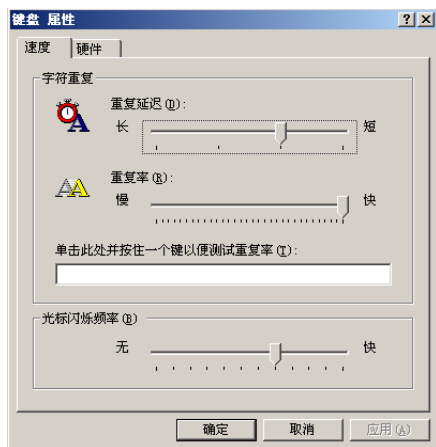 键盘 属性
速度 硬件
字符重复
重复延迟(D):
长 短
重复率(R):
慢 快
单击此处并按住一个键以便测试重复率(T):
光标闪烁频率(B)
无 快
确定 取消 应用(A)